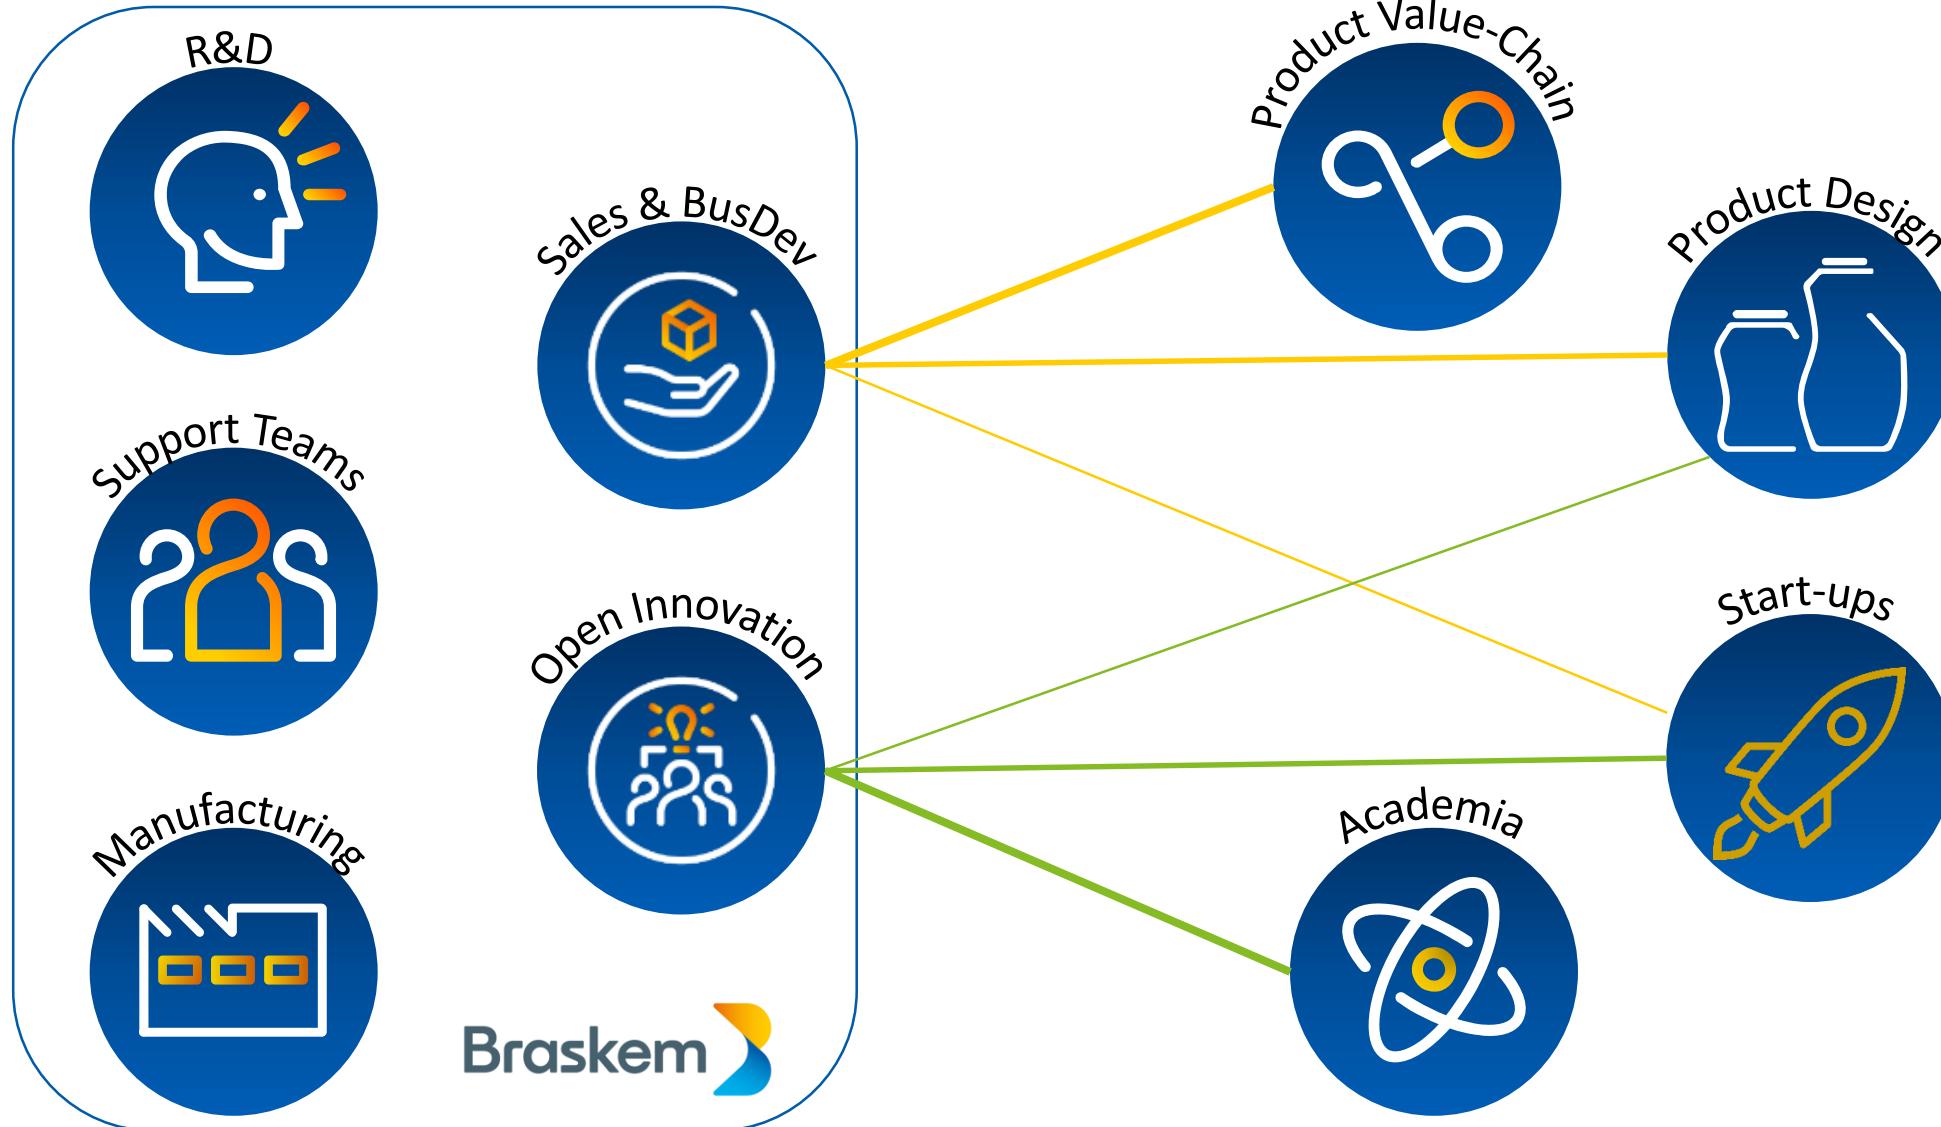 R&D
Sales & BusDev
Support Teams
Open Innovation
Manufacturing
Braskem
Product Value-Chain
Product Design
Start-ups
Academia